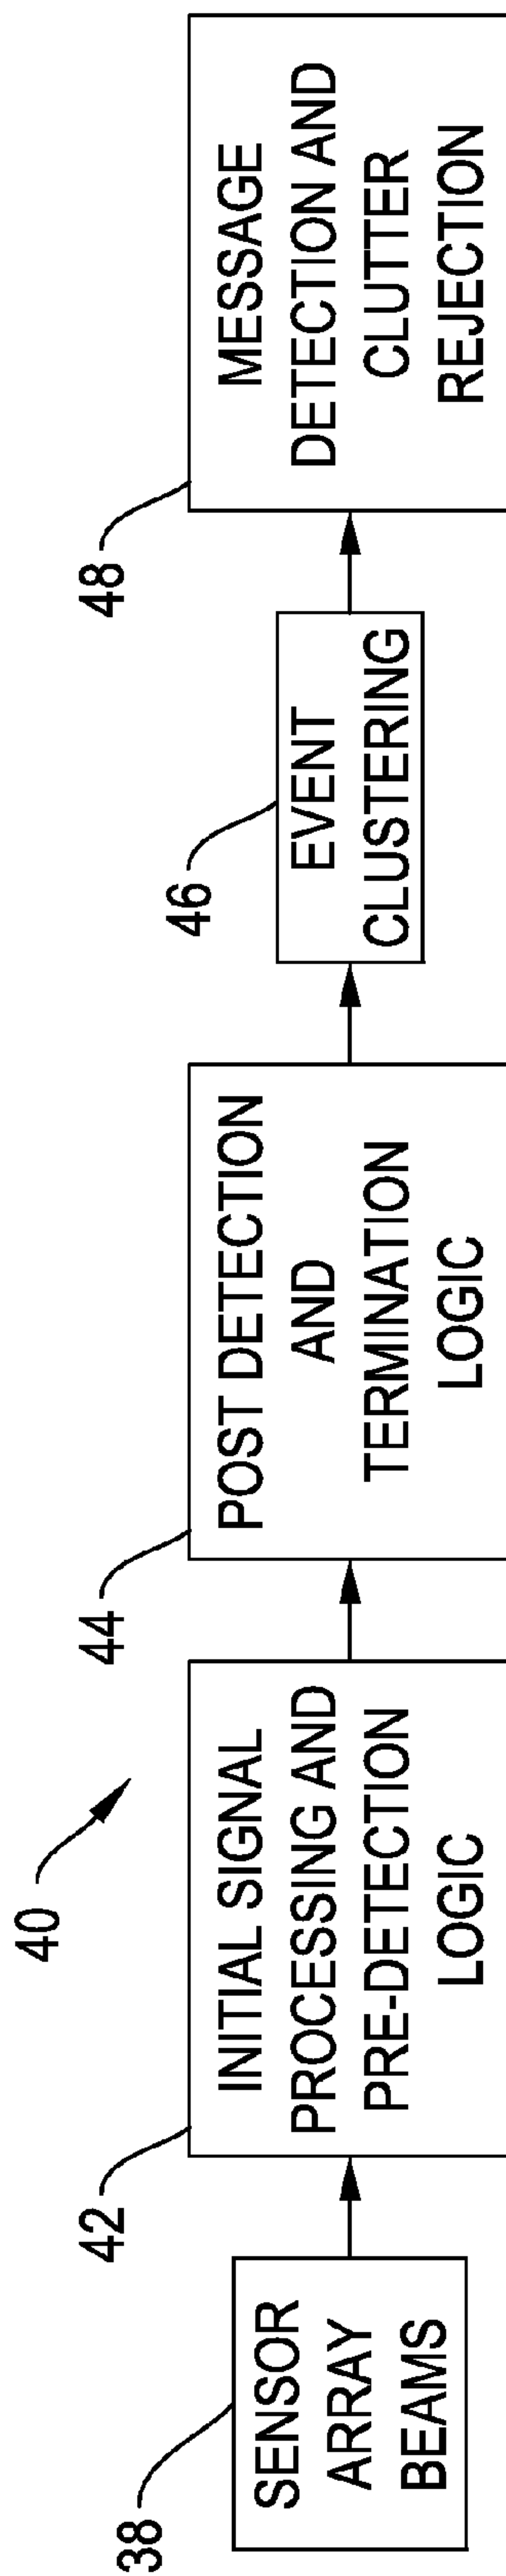 40
38
SENSOR
ARRAY
BEAMS
42
INITIAL SIGNAL
PROCESSING AND
PRE-DETECTION
LOGIC
44
POST DETECTION
AND
TERMINATION
LOGIC
46
EVENT
CLUSTERING
48
MESSAGE
DETECTION AND
CLUTTER
REJECTION